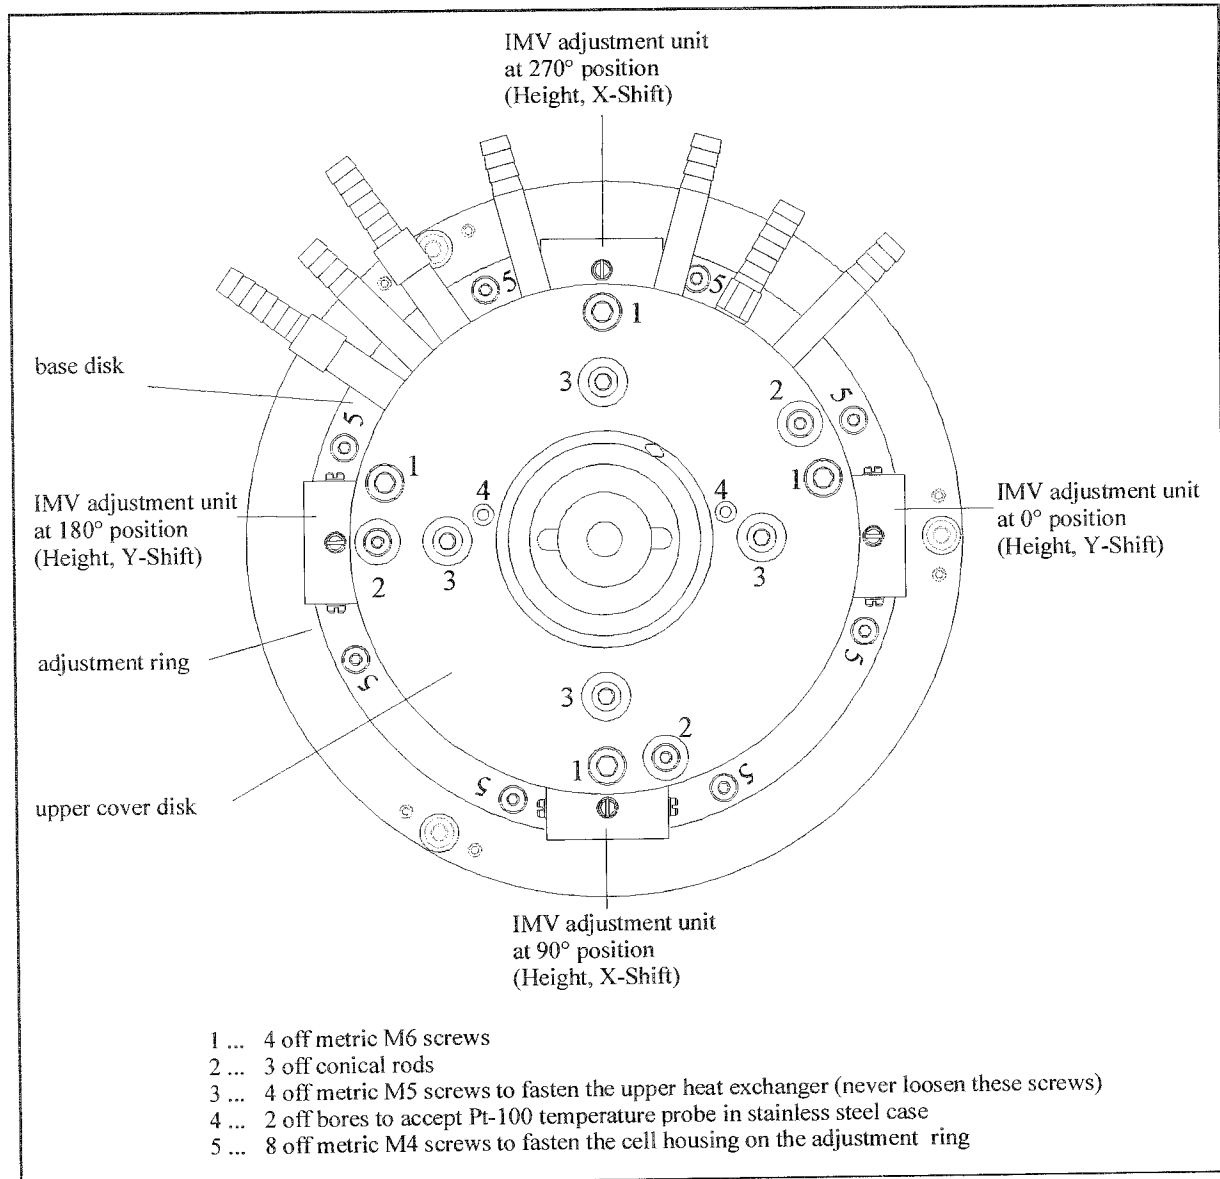 IMV adjustment unit
at 270° position
(Height, X-Shift)
5
5
1
base disk
3
2
5
5
1
4
4
1
IMV adjustment unit
at 180° position
(Height, Y-Shift)
IMV adjustment unit
at 0° position
(Height, Y-Shift)
2
3
3
adjustment ring
5
5
3
2
upper cover disk
5
1
5
IMV adjustment unit
at 90° position
(Height, X-Shift)
1 ... 4 off metric M6 screws
2 ... 3 off conical rods
3 ... 4 off metric M5 screws to fasten the upper heat exchanger (never loosen these screws)
4 ... 2 off bores to accept Pt-100 temperature probe in stainless steel case
5 ... 8 off metric M4 screws to fasten the cell housing on the adjustment ring